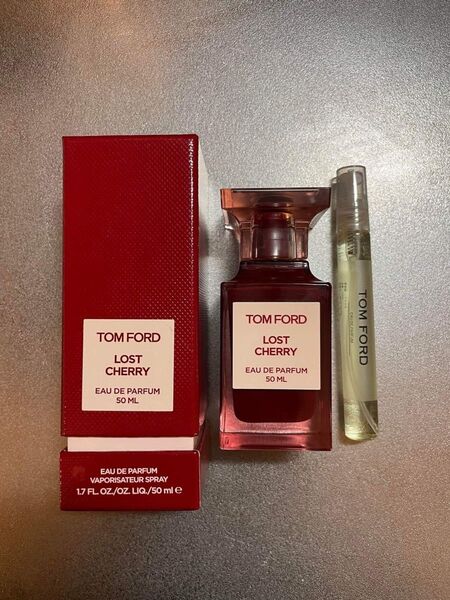 TOM FORD
LOST
CHERRY
EAU DE PARFUM
50 ML
EAU DE PARFUM
VAPORISATEUR SPRAY
1.7 FL. OZ./OZ. LIQ./50 ml e
TOM FORD
LOST
CHERRY
EAU DE PARFUM
50 ML
TOM FORD